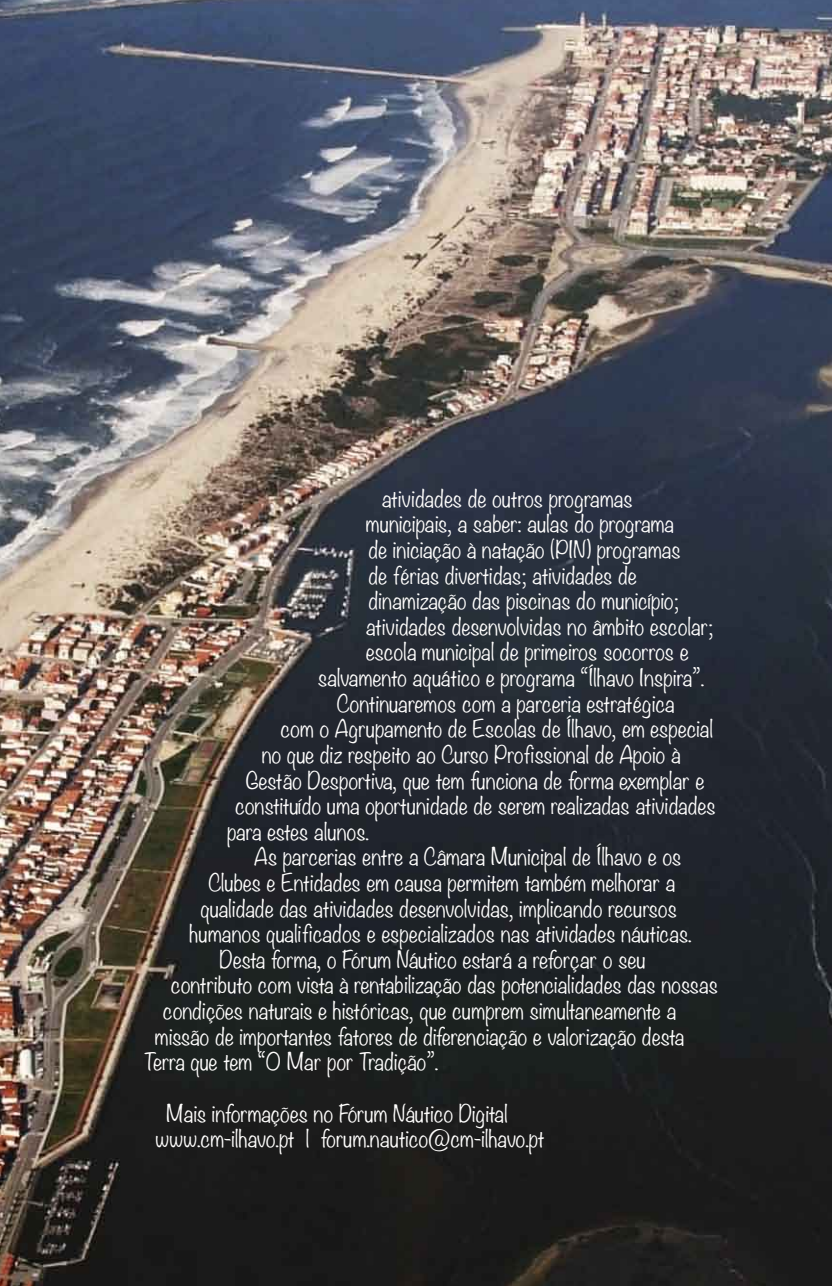 atividades de outros programas
municipais, a saber: aulas do programa
de iniciação à natação (PIN) programas
de férias divertidas; atividades de
dinamização das piscinas do município;
atividades desenvolvidas no âmbito escolar;
escola municipal de primeiros socorros e
salvamento aquático e programa “Ílhavo Inspira”.
Continuaremos com a parceria estratégica
com o Agrupamento de Escolas de Ílhavo, em especial
no que diz respeito ao Curso Profissional de Apoio à
Gestão Desportiva, que tem funciona de forma exemplar e
constituído uma oportunidade de serem realizadas atividades
para estes alunos.
As parcerias entre a Câmara Municipal de Ílhavo e os
Clubes e Entidades em causa permitem também melhorar a
qualidade das atividades desenvolvidas, implicando recursos
humanos qualificados e especializados nas atividades náuticas.
Desta forma, o Fórum Náutico estará a reforçar o seu
contributo com vista à rentabilização das potencialidades das nossas
condições naturais e históricas, que cumprem simultaneamente a
missão de importantes fatores de diferenciação e valorização desta
Terra que tem “O Mar por Tradição”.
Mais informações no Fórum Náutico Digital
www.cm-ilhavo.pt | forum.nautico@cm-ilhavo.pt